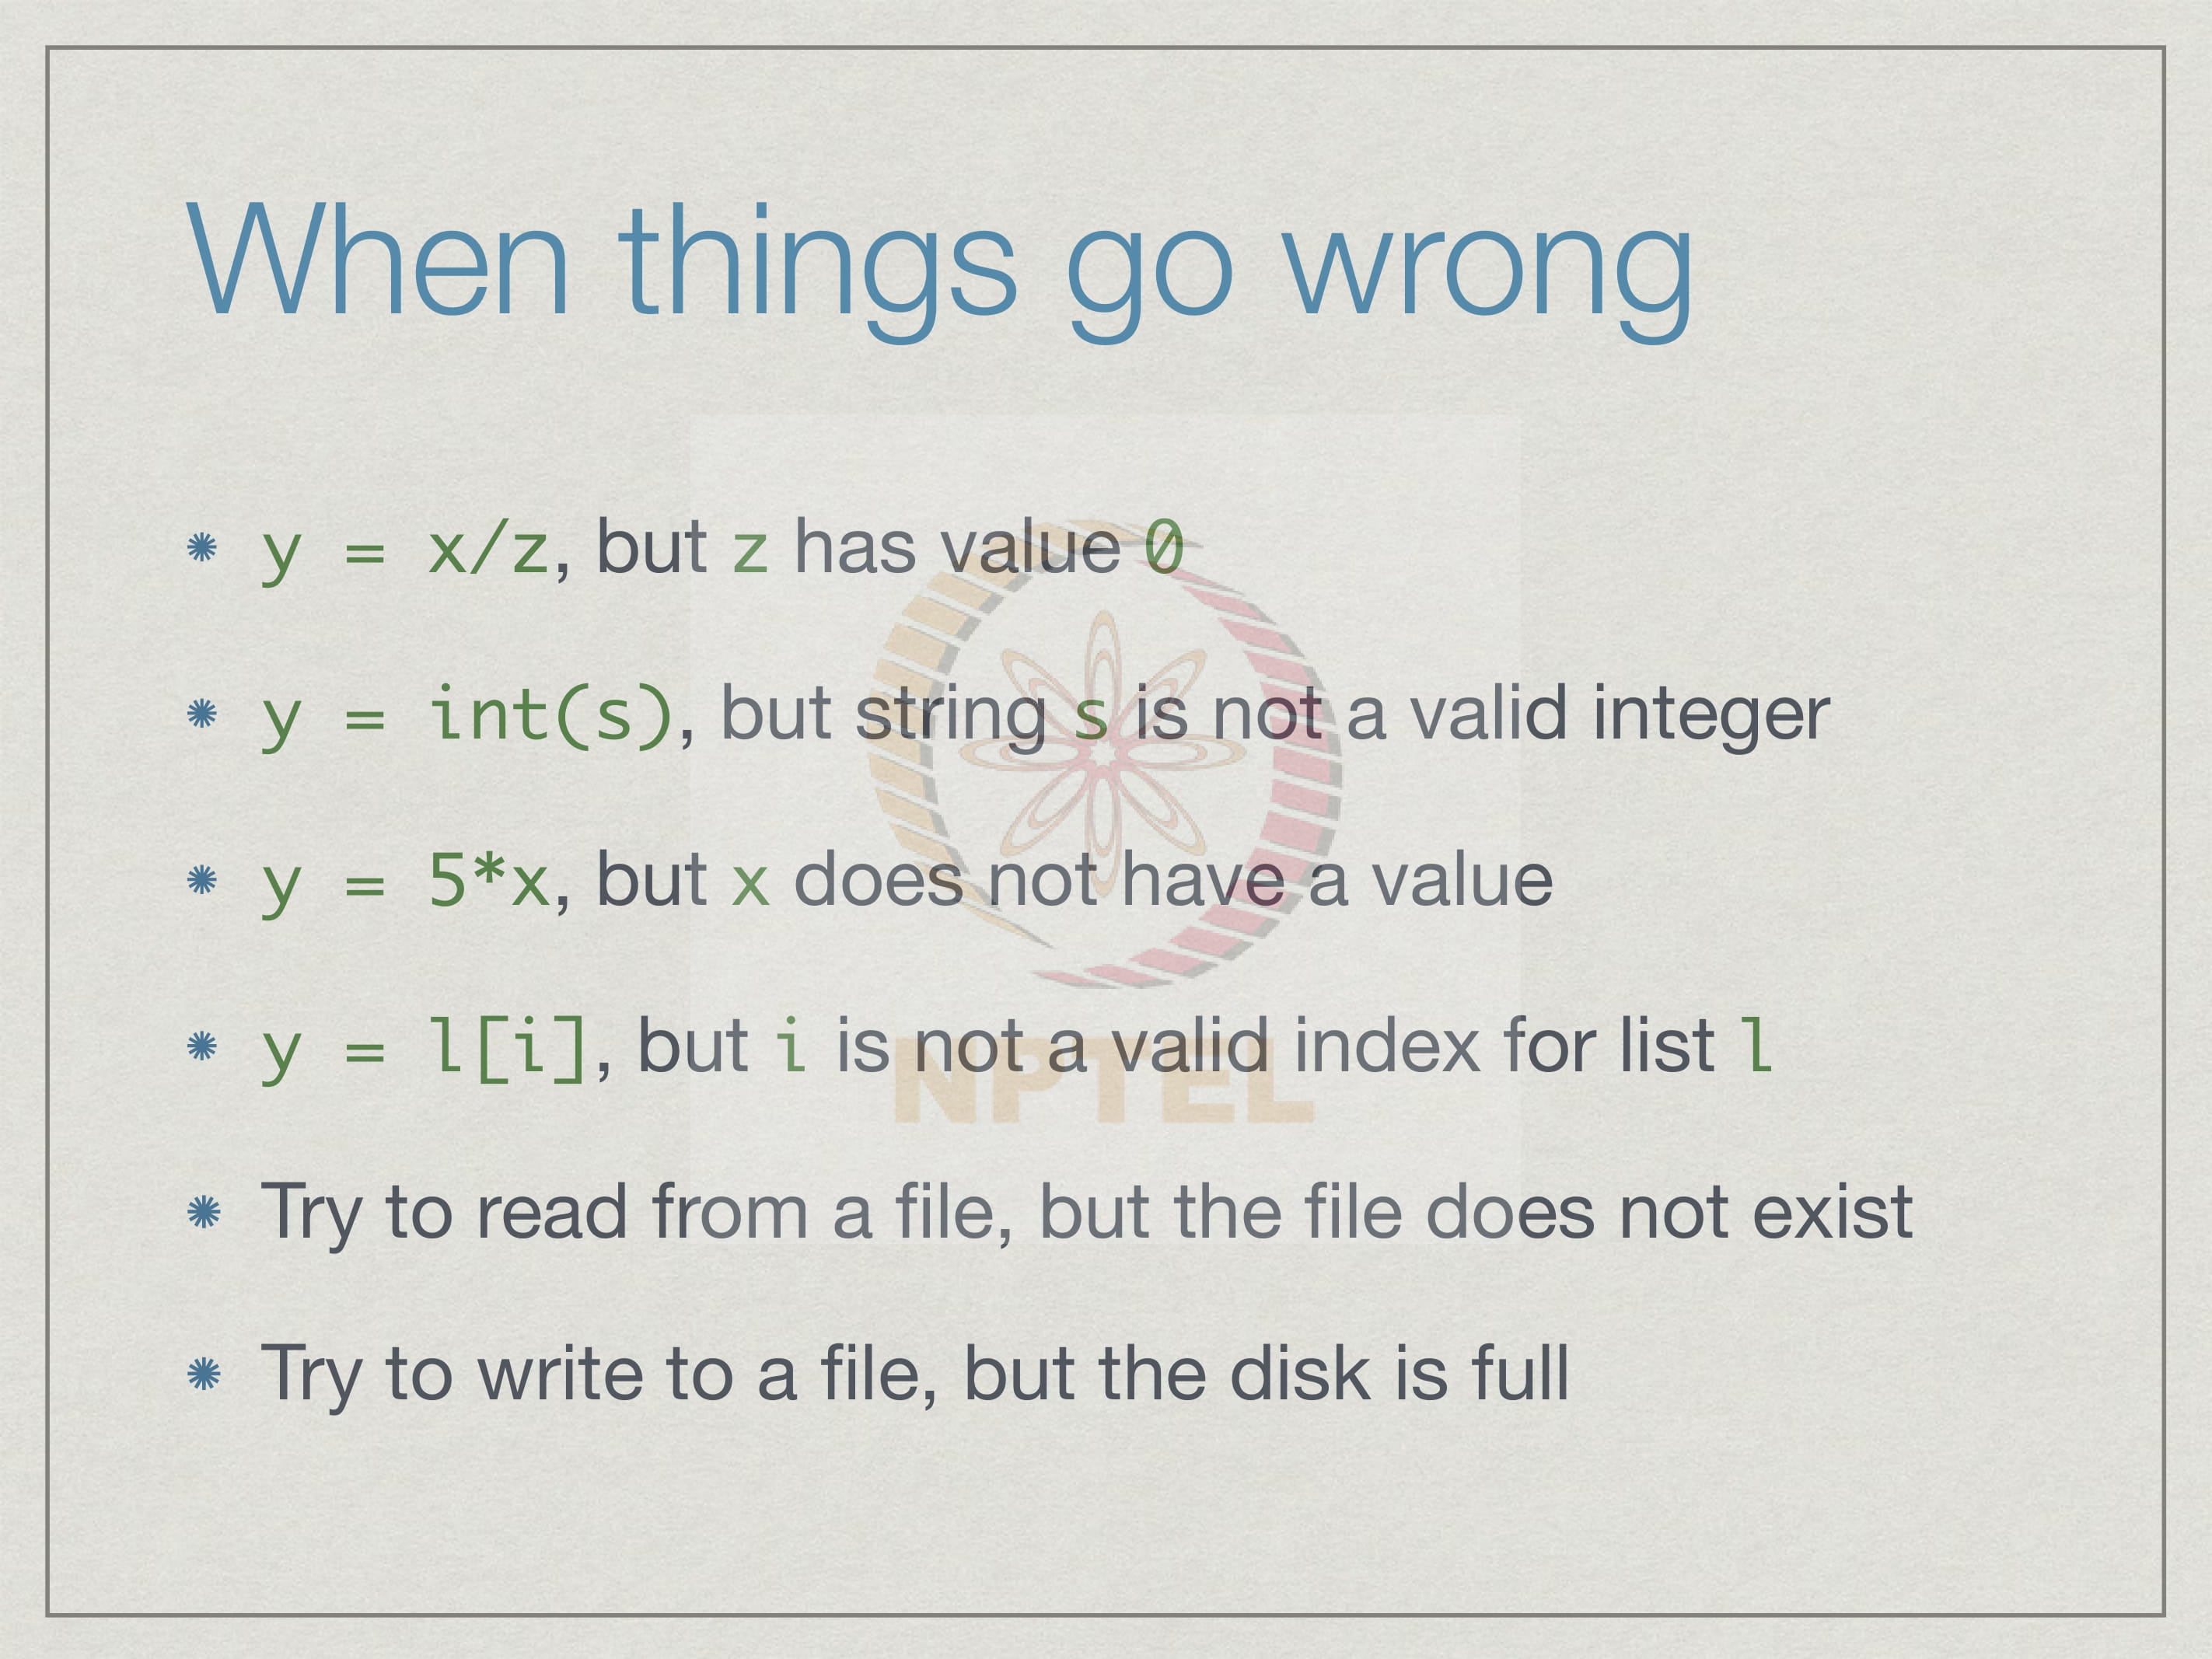 When things go wrong
y = x/z, but z has value 0
y = int(s), but string s is not a valid integer
y = 5*x, but x does not have a value
y = l[i], but i is not a valid index for list l
NPTEL
Try to read from a file, but the file does not exist
Try to write to a file, but the disk is full